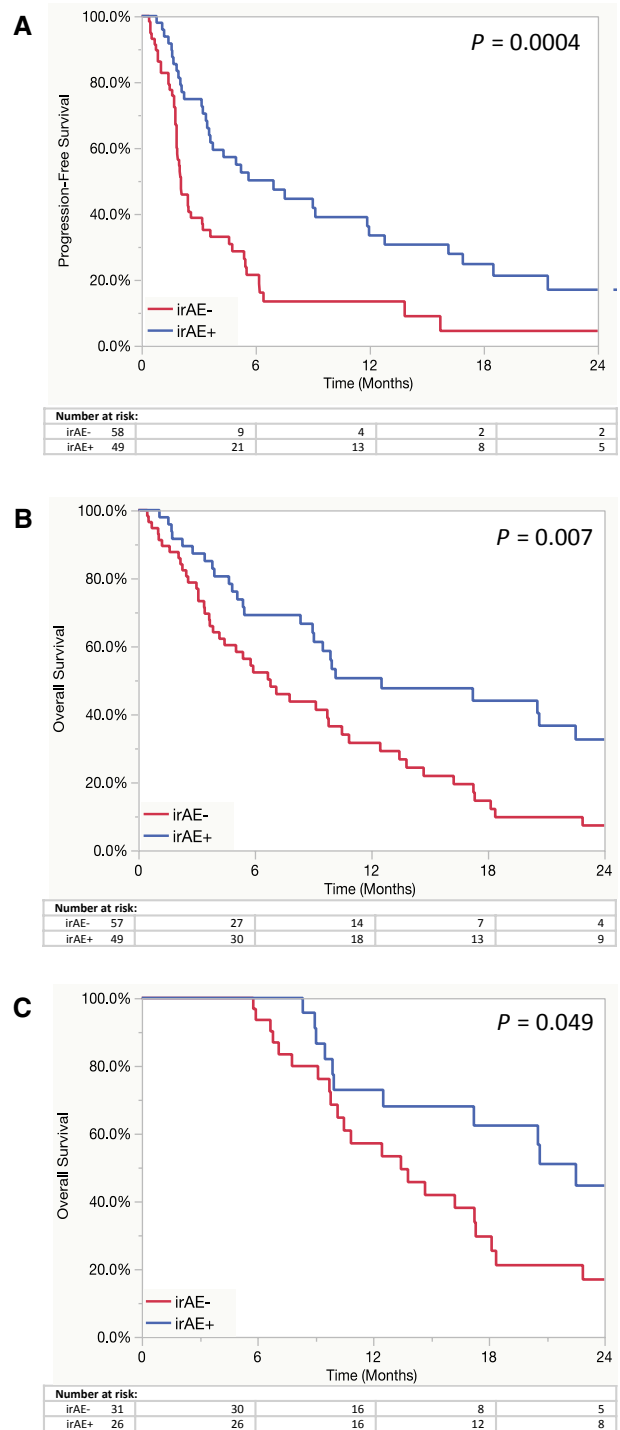 A
P = 0.0004
Progression-Free Survival
100.0%
80.0%
60.0%
40.0%
20.0%
0.0%
irAE-
irAE+
0 6 12 18 24
Time (Months)
Number at risk:
irAE- 58 9 4 2 2
irAE+ 49 21 13 8 5
B
P = 0.007
Overall Survival
100.0%
80.0%
60.0%
40.0%
20.0%
0.0%
irAE-
irAE+
0 6 12 18 24
Time (Months)
Number at risk:
irAE- 57 27 14 7 4
irAE+ 49 30 18 13 9
C
P = 0.049
Overall Survival
100.0%
80.0%
60.0%
40.0%
20.0%
0.0%
irAE-
irAE+
0 6 12 18 24
Time (Months)
Number at risk:
irAE- 31 30 16 8 5
irAE+ 26 26 16 12 8